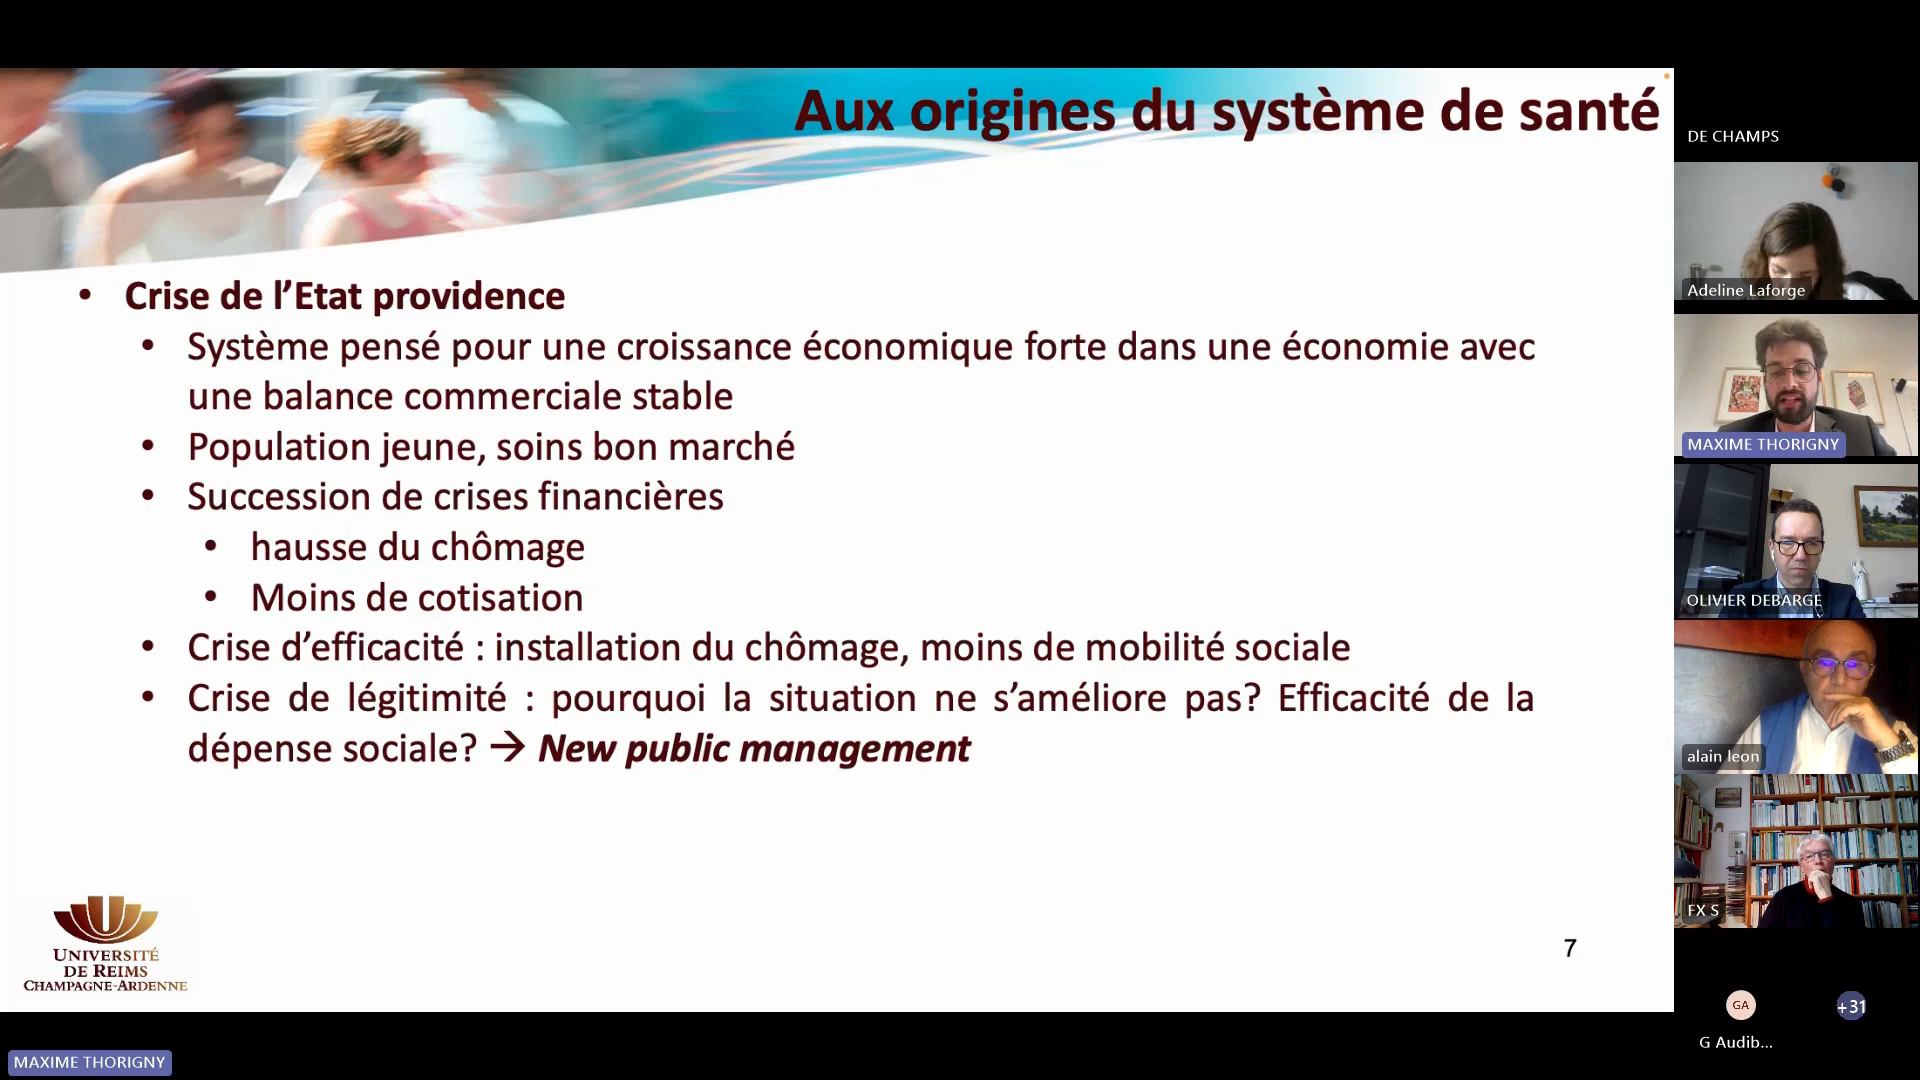 Aux origines du système de santé
• Crise de l’Etat providence
• Système pensé pour une croissance économique forte dans une économie avec
une balance commerciale stable
• Population jeune, soins bon marché
• Succession de crises financières
• hausse du chômage
• Moins de cotisation
• Crise d’efficacité : installation du chômage, moins de mobilité sociale
• Crise de légitimité : pourquoi la situation ne s’améliore pas? Efficacité de la
dépense sociale? → New public management
UNIVERSITÉ
DE REIMS
CHAMPAGNE-ARDENNE
7
DE CHAMPS
Adeline Laforge
MAXIME THORIGNY
OLIVIER DEBARGE
alain leon
FX S
GA
+31
G Audib...
MAXIME THORIGNY